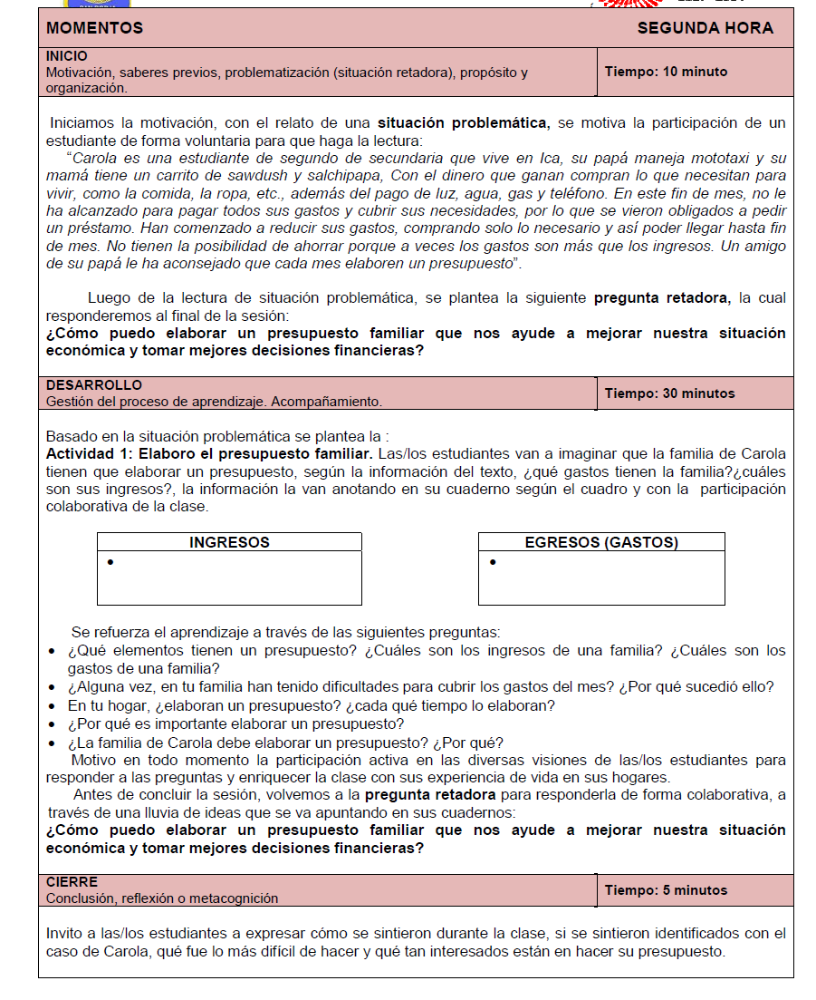 MOMENTOS SEGUNDA HORA
INICIO
Motivación, saberes previos, problematización (situación retadora), propósito y
organización.
Tiempo: 10 minuto
Iniciamos la motivación, con el relato de una situación problemática, se motiva la participación de un
estudiante de forma voluntaria para que haga la lectura:
“Carola es una estudiante de segundo de secundaria que vive en Ica, su papá maneja mototaxi y su
mamá tiene un carrito de sawdush y salchipapa, Con el dinero que ganan compran lo que necesitan para
vivir, como la comida, la ropa, etc., además del pago de luz, agua, gas y teléfono. En este fin de mes, no le
ha alcanzado para pagar todos sus gastos y cubrir sus necesidades, por lo que se vieron obligados a pedir
un préstamo. Han comenzado a reducir sus gastos, comprando solo lo necesario y así poder llegar hasta fin
de mes. No tienen la posibilidad de ahorrar porque a veces los gastos son más que los ingresos. Un amigo
de su papá le ha aconsejado que cada mes elaboren un presupuesto”.
Luego de la lectura de situación problemática, se plantea la siguiente pregunta retadora, la cual
responderemos al final de la sesión:
¿Cómo puedo elaborar un presupuesto familiar que nos ayude a mejorar nuestra situación
económica y tomar mejores decisiones financieras?
DESARROLLO
Gestión del proceso de aprendizaje. Acompañamiento.
Tiempo: 30 minutos
Basado en la situación problemática se plantea la :
Actividad 1: Elaboro el presupuesto familiar. Las/los estudiantes van a imaginar que la familia de Carola
tienen que elaborar un presupuesto, según la información del texto, ¿qué gastos tienen la familia?¿cuáles
son sus ingresos?, la información la van anotando en su cuaderno según el cuadro y con la participación
colaborativa de la clase.
INGRESOS
•
EGRESOS (GASTOS)
•
Se refuerza el aprendizaje a través de las siguientes preguntas:
• ¿Qué elementos tienen un presupuesto? ¿Cuáles son los ingresos de una familia? ¿Cuáles son los
gastos de una familia?
• ¿Alguna vez, en tu familia han tenido dificultades para cubrir los gastos del mes? ¿Por qué sucedió ello?
• En tu hogar, ¿elaboran un presupuesto? ¿cada qué tiempo lo elaboran?
• ¿Por qué es importante elaborar un presupuesto?
• ¿La familia de Carola debe elaborar un presupuesto? ¿Por qué?
Motivo en todo momento la participación activa en las diversas visiones de las/los estudiantes para
responder a las preguntas y enriquecer la clase con sus experiencia de vida en sus hogares.
Antes de concluir la sesión, volvemos a la pregunta retadora para responderla de forma colaborativa, a
través de una lluvia de ideas que se va apuntando en sus cuadernos:
¿Cómo puedo elaborar un presupuesto familiar que nos ayude a mejorar nuestra situación
económica y tomar mejores decisiones financieras?
CIERRE
Conclusión, reflexión o metacognición
Tiempo: 5 minutos
Invito a las/los estudiantes a expresar cómo se sintieron durante la clase, si se sintieron identificados con el
caso de Carola, qué fue lo más difícil de hacer y qué tan interesados están en hacer su presupuesto.